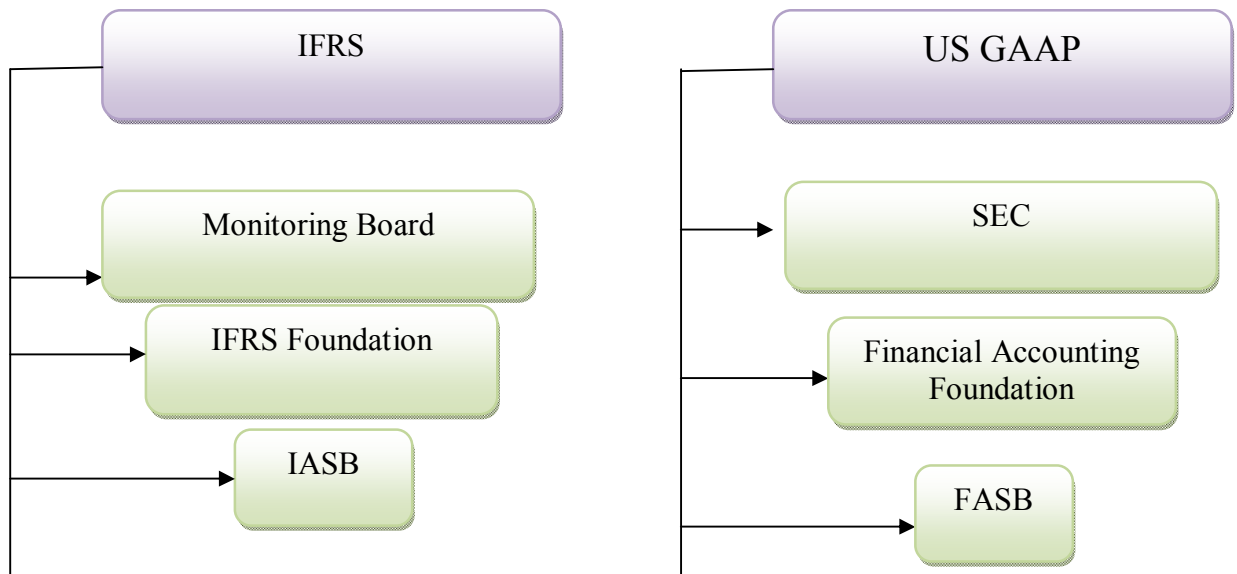 IFRS
Monitoring Board
IFRS Foundation
IASB
US GAAP
SEC
Financial Accounting
Foundation
FASB